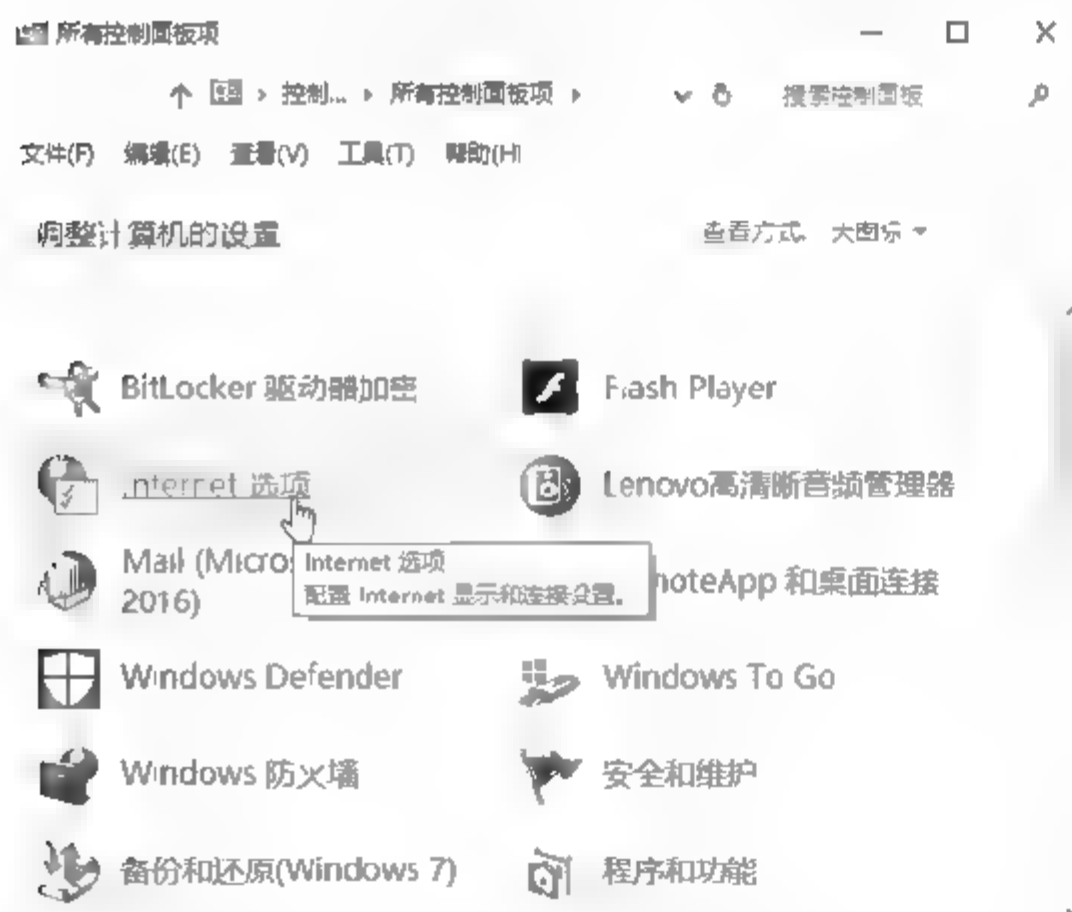 所有控制面板项
控制... 所有控制面板项 搜索控制面板
文件(F) 编辑(E) 查看(V) 工具(T) 帮助(H)
调整计算机的设置 查看方式: 大图标
BitLocker 驱动器加密 Flash Player
Internet 选项 Lenovo高清晰音频管理器
Mail (Micros
2016)
Internet 选项
配置 Internet 显示和连接设置。
moteApp 和桌面连接
Windows Defender Windows To Go
Windows 防火墙 安全和维护
备份和还原(Windows 7) 程序和功能